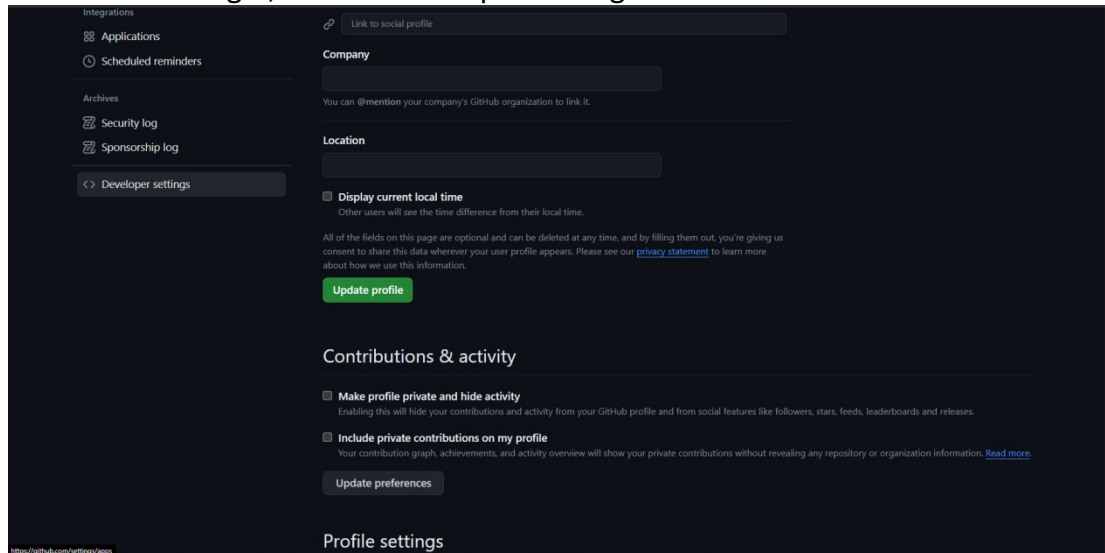 Integrations
Applications
Scheduled reminders
Archives
Security log
Sponsorship log
Developer settings
Link to social profile
Company
You can @mention your company's GitHub organization to link it.
Location
Display current local time
Other users will see the time difference from their local time.
All of the fields on this page are optional and can be deleted at any time, and by filling them out, you're giving us
consent to share this data wherever your user profile appears. Please see our privacy statement to learn more
about how we use this information.
Update profile
Contributions & activity
Make profile private and hide activity
Enabling this will hide your contributions and activity from your GitHub profile and from social features like followers, stars, feeds, leaderboards and releases.
Include private contributions on my profile
Your contribution graph, achievements, and activity overview will show your private contributions without revealing any repository or organization information. Read more.
Update preferences
Profile settings
https://github.com/settings/apps